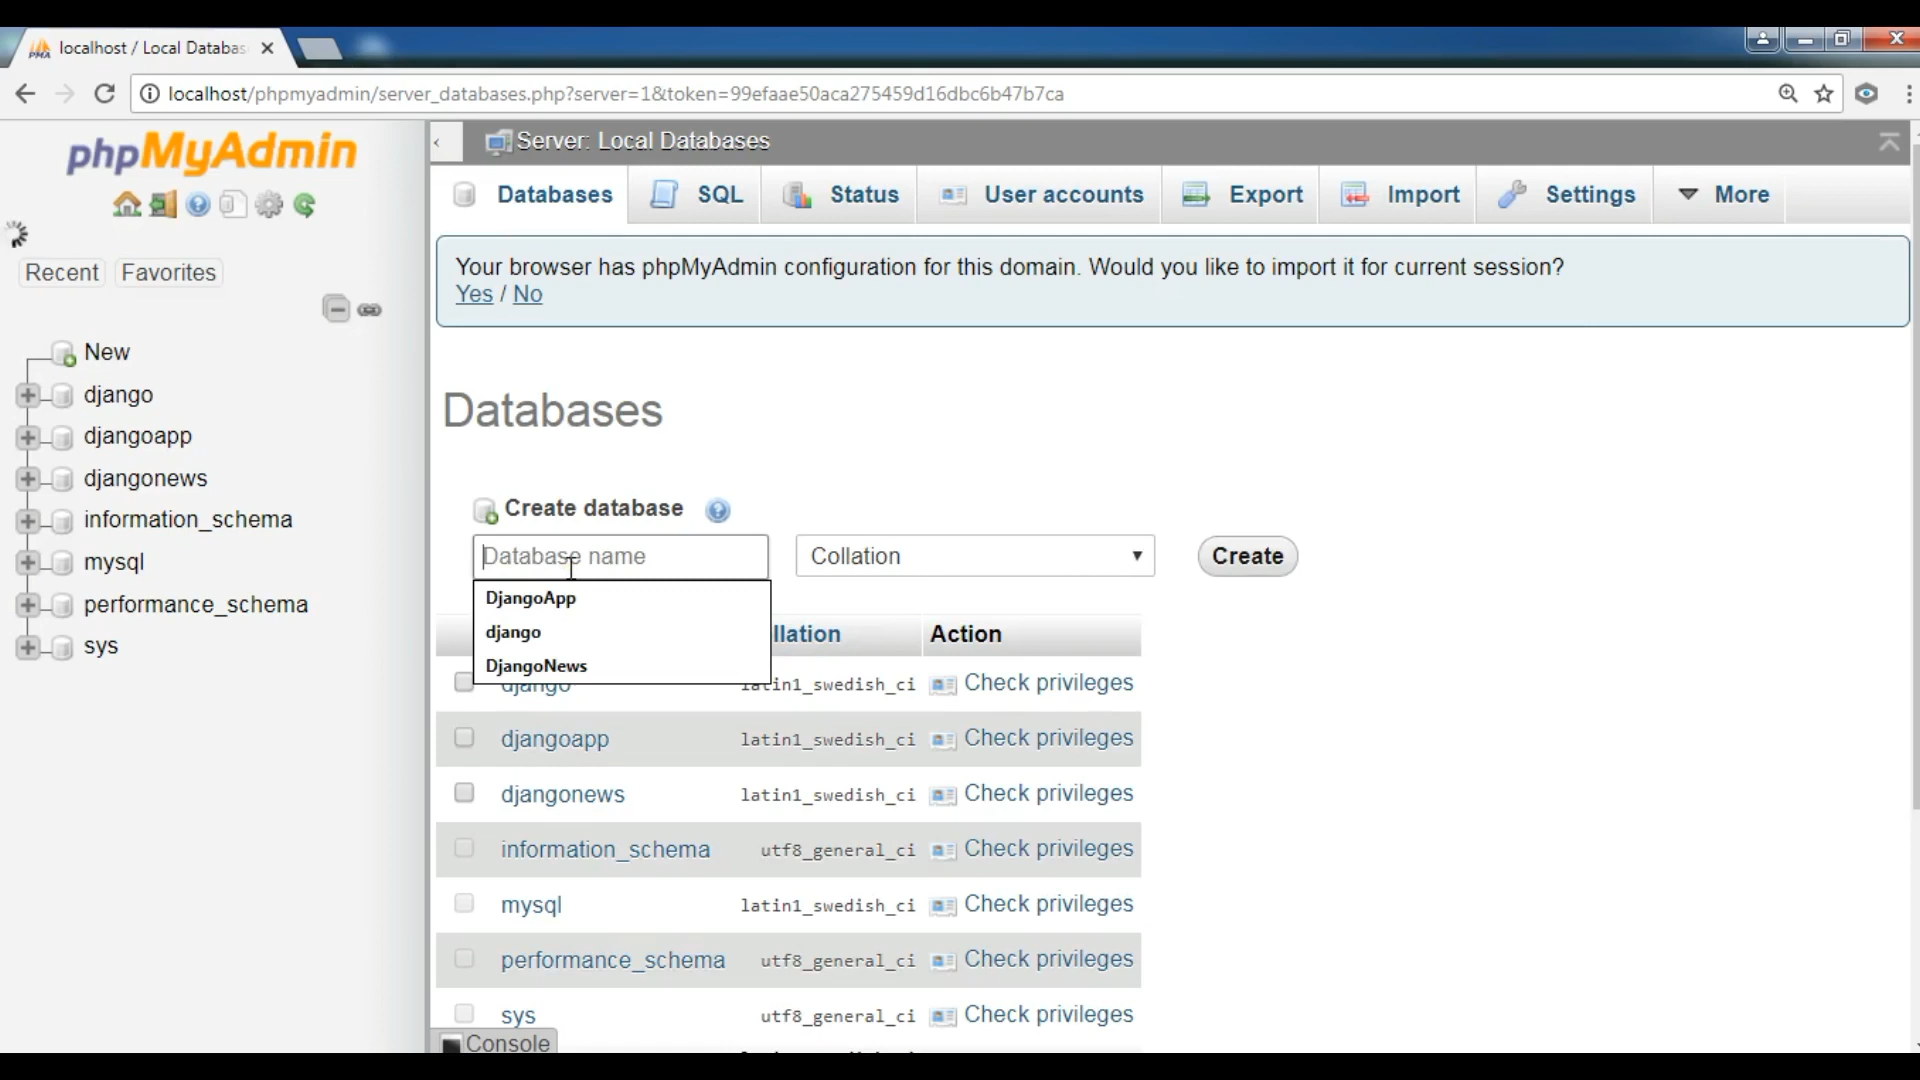 localhost / Local Databas
localhost/phpmyadmin/server_databases.php?server=1&token=99efaae50aca275459d16dbc6b47b7ca
phpMyAdmin
Recent Favorites
New
django
djangoapp
djangonews
information_schema
mysql
performance_schema
sys
Server: Local Databases
Databases SQL Status User accounts Export Import Settings More
Your browser has phpMyAdmin configuration for this domain. Would you like to import it for current session?
Yes / No
Databases
Create database
Database name Collation Create
DjangoApp
django
DjangoNews
llation Action
django latin1_swedish_ci Check privileges
djangoapp latin1_swedish_ci Check privileges
djangonews latin1_swedish_ci Check privileges
information_schema utf8_general_ci Check privileges
mysql latin1_swedish_ci Check privileges
performance_schema utf8_general_ci Check privileges
sys utf8_general_ci Check privileges
Console